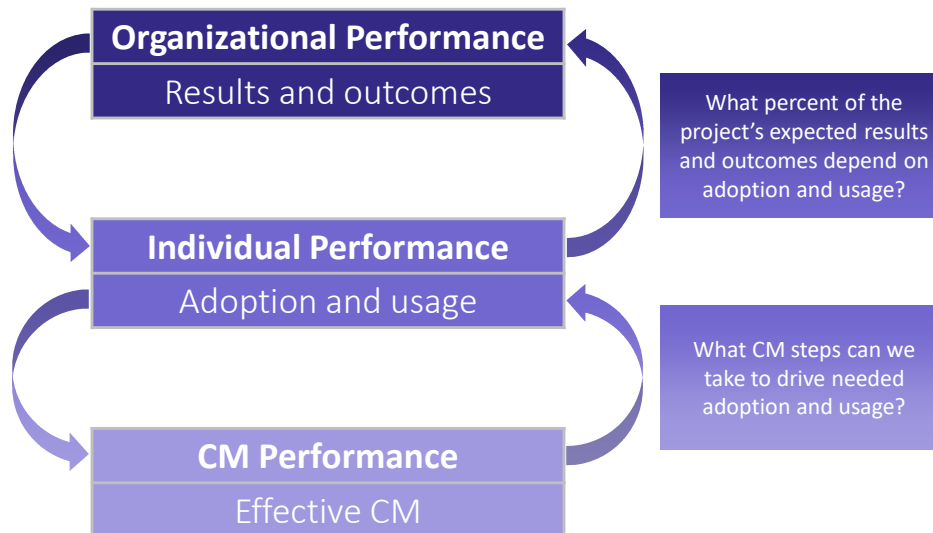 Organizational Performance
Results and outcomes
What percent of the
project's expected results
and outcomes depend on
adoption and usage?
Individual Performance
Adoption and usage
What CM steps can we
take to drive needed
adoption and usage?
CM Performance
Effective CM